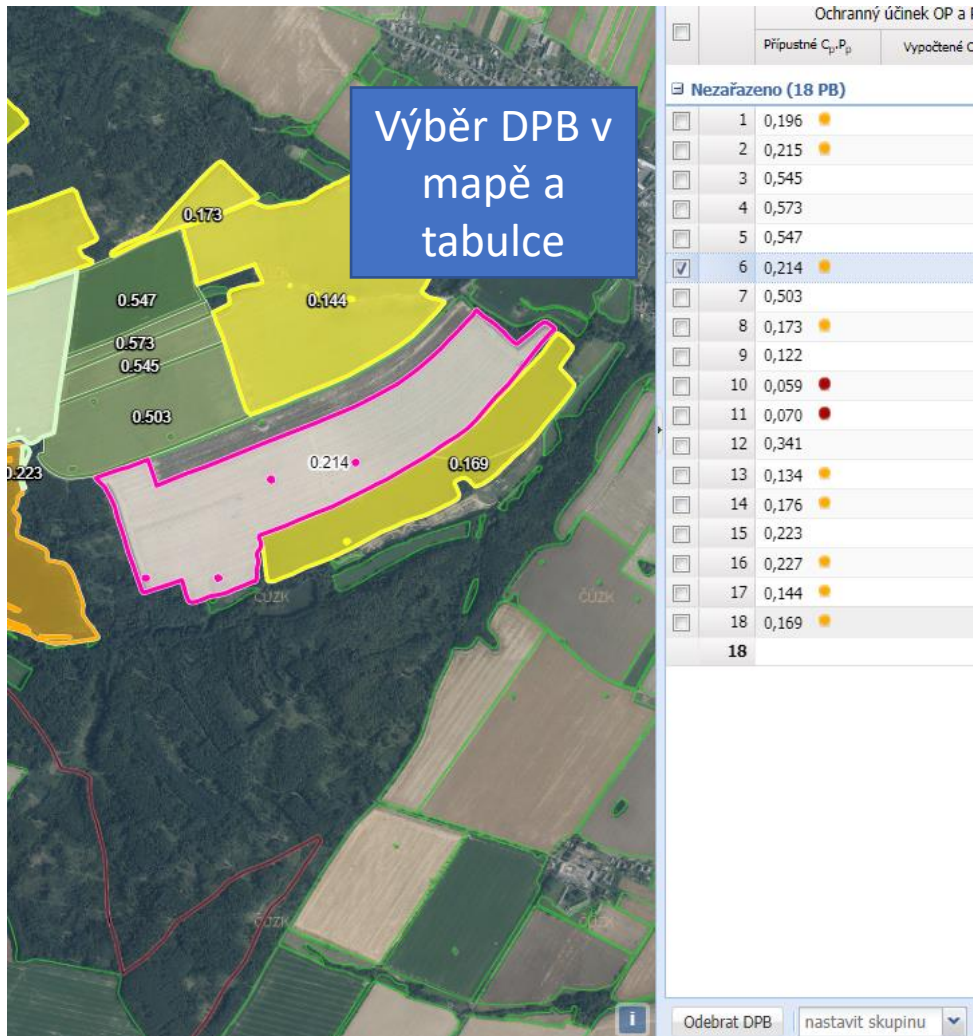 Výběr DPB v
mapě a
tabulce
0.173
0.547
0.144
0.573
0.545
0.503
0.214
0.169
0.223
ČÚZK
ČÚZK
ČÚZK
ČÚZK
Ochranný účinek OP a
Přípustné Cp.Pp
Vypočtené
Nezařazeno (18 PB)
1 0,196
2 0,215
3 0,545
4 0,573
5 0,547
6 0,214
7 0,503
8 0,173
9 0,122
10 0,059
11 0,070
12 0,341
13 0,134
14 0,176
15 0,223
16 0,227
17 0,144
18 0,169
18
i
Odebrat DPB
nastavit skupinu